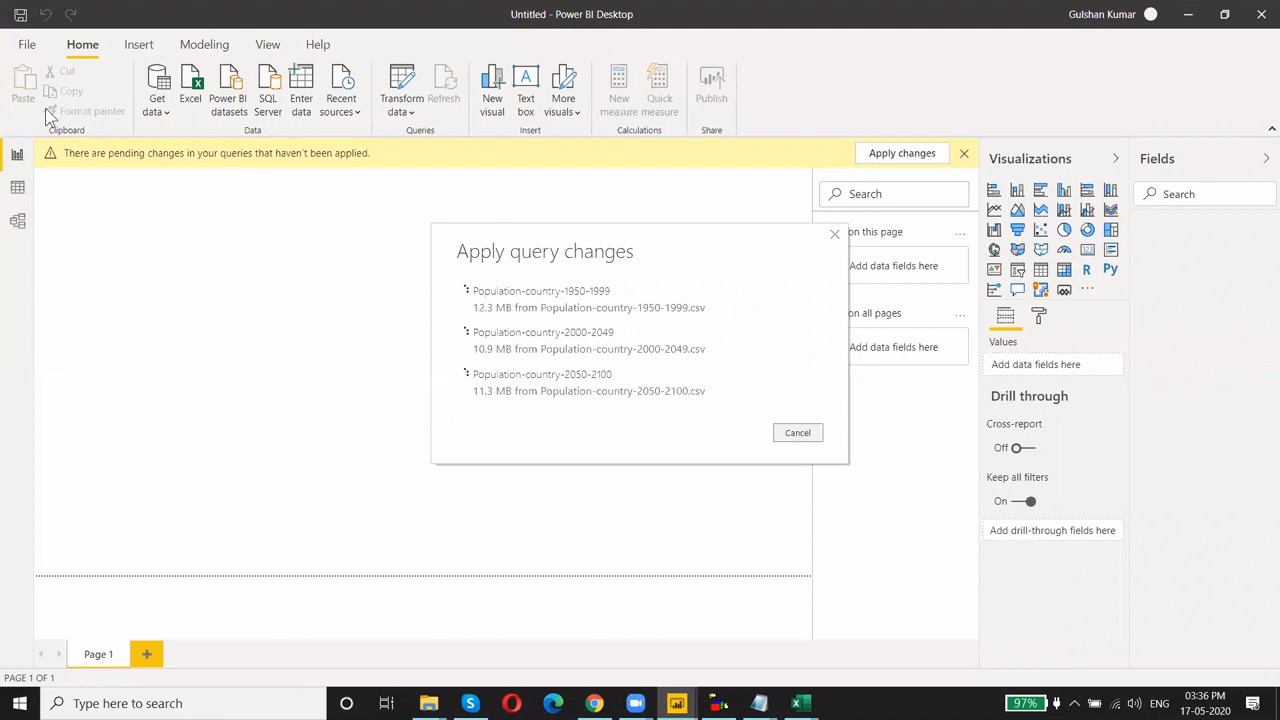 Untitled - Power BI Desktop
Gulshan Kumar
File
Home
Insert
Modeling
View
Help
Paste
Cut
Copy
Format painter
Clipboard
Get data
Excel
Power BI datasets
SQL Server
Enter data
Recent sources
Data
Transform data
Refresh
Queries
New visual
Text box
More visuals
Insert
New measure
Quick measure
Calculations
Publish
Share
There are pending changes in your queries that haven't been applied.
Apply changes
Search
on this page
...
Add data fields here
on all pages
...
Add data fields here
Apply query changes
Population-country-1950-1999
12.3 MB from Population-country-1950-1999.csv
Population-country-2000-2049
10.9 MB from Population-country-2000-2049.csv
Population-country-2050-2100
11.3 MB from Population-country-2050-2100.csv
Cancel
Visualizations
R
Py
...
Values
Add data fields here
Drill through
Cross-report
Off
Keep all filters
On
Add drill-through fields here
Fields
Search
Page 1
PAGE 1 OF 1
Type here to search
97%
03:36 PM
17-05-2020